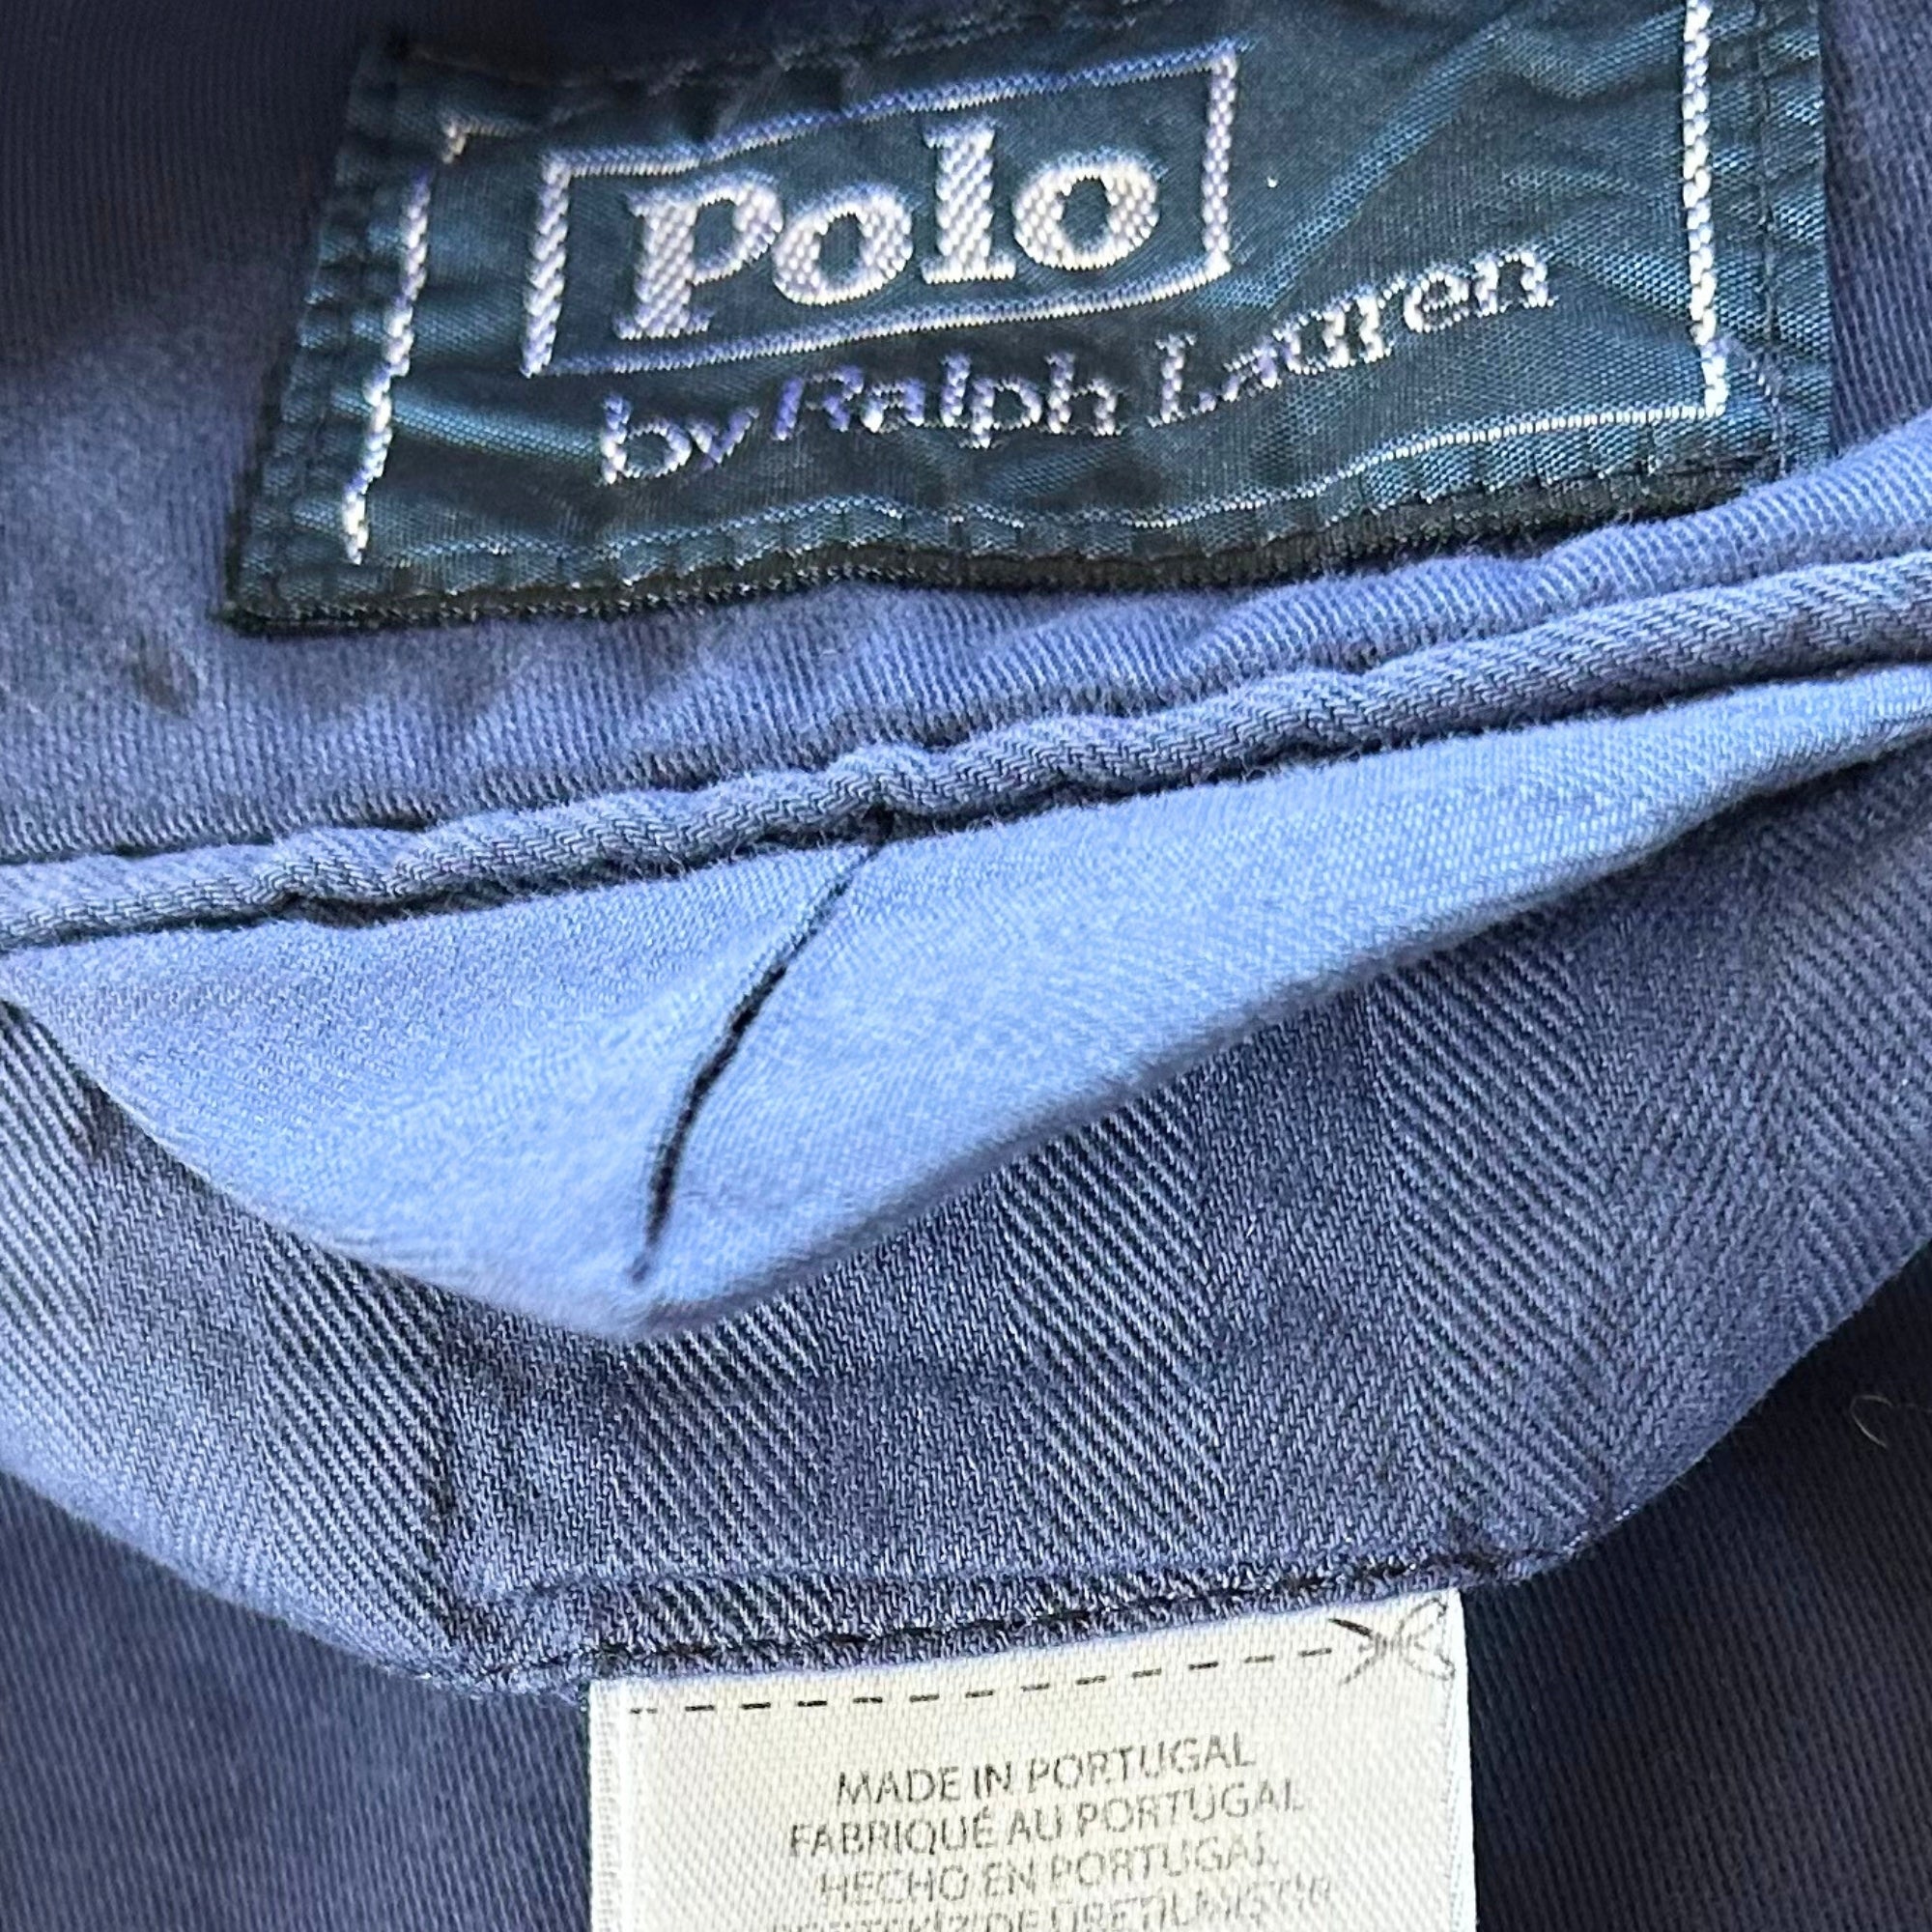 Polo
by Ralph Lauren
MADE IN PORTUGAL
FABRIQUÉ AU PORTUGAL
HECHO EN PORTUGAL